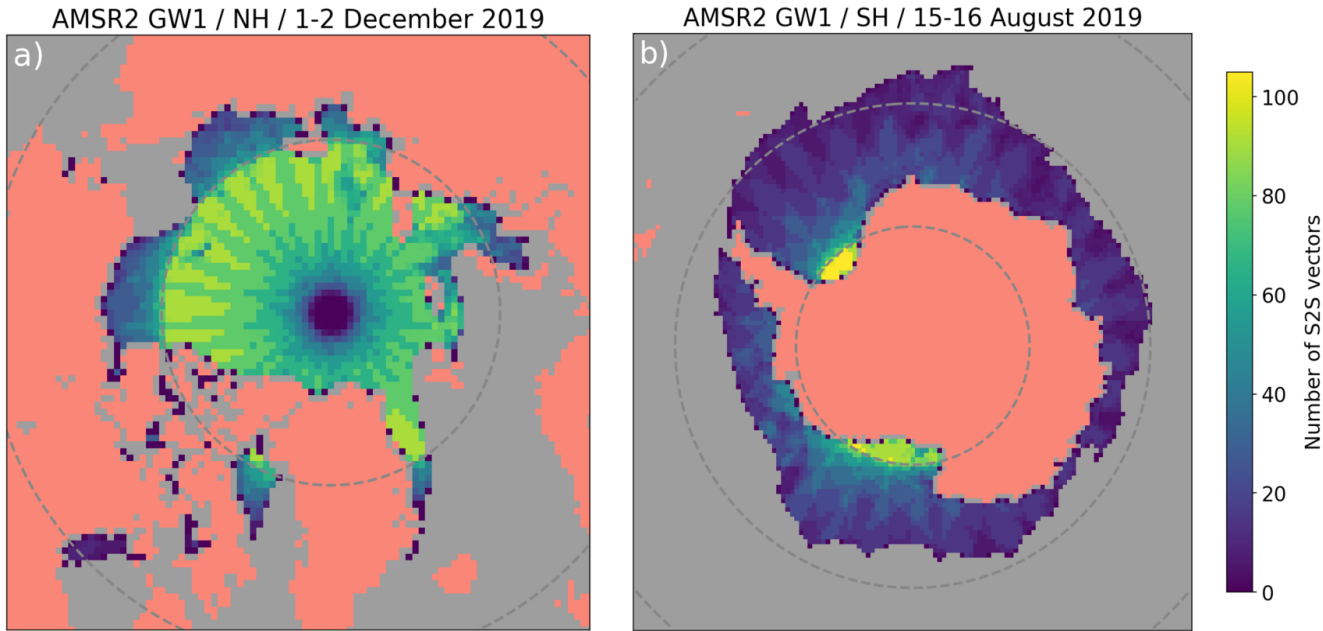 AMSR2 GW1 / NH / 1-2 December 2019
a)
AMSR2 GW1 / SH / 15-16 August 2019
b)
100
80
60
40
20
0
Number of S2S vectors